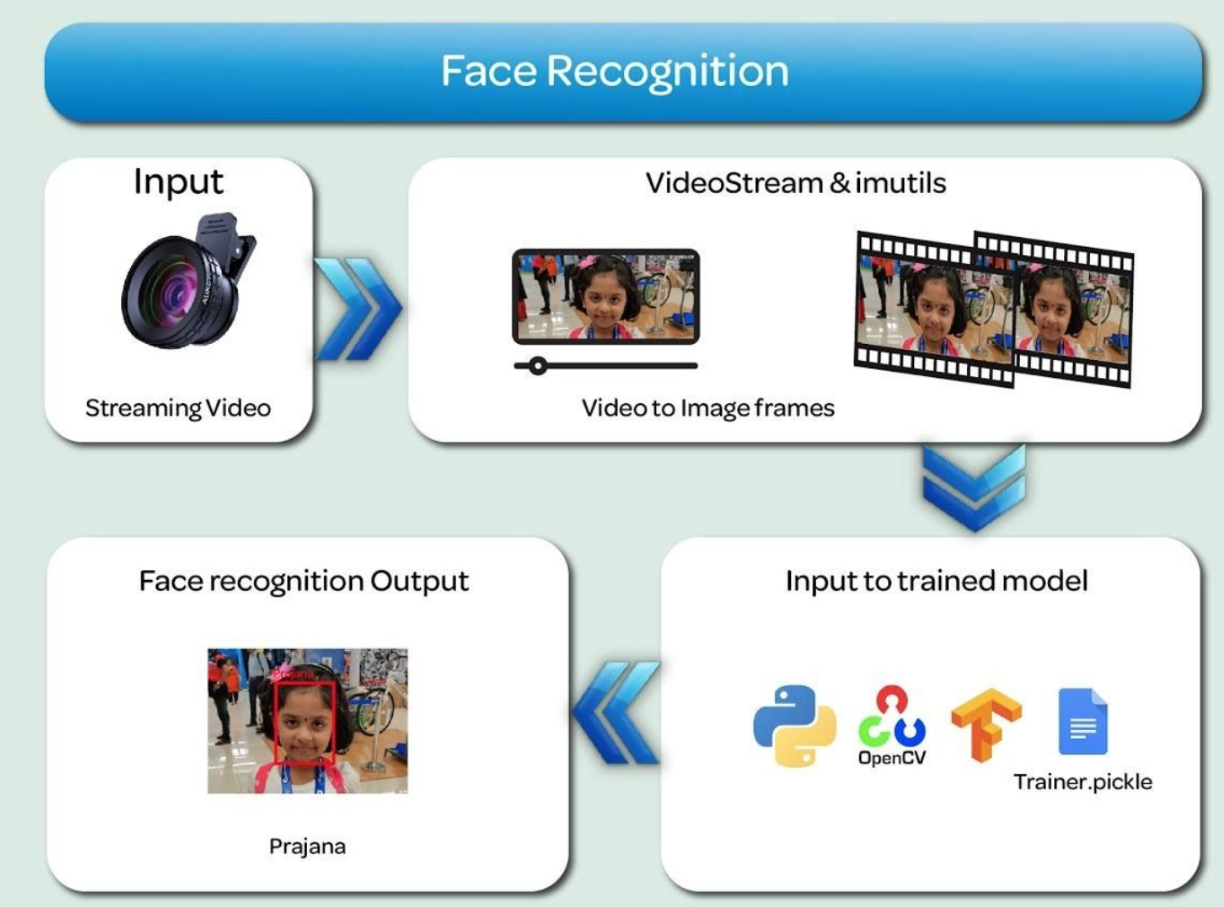 Face Recognition
Input
Streaming Video
VideoStream & imutils
Video to Image frames
Input to trained model
OpenCV
Trainer.pickle
Face recognition Output
Prajana
Prajana